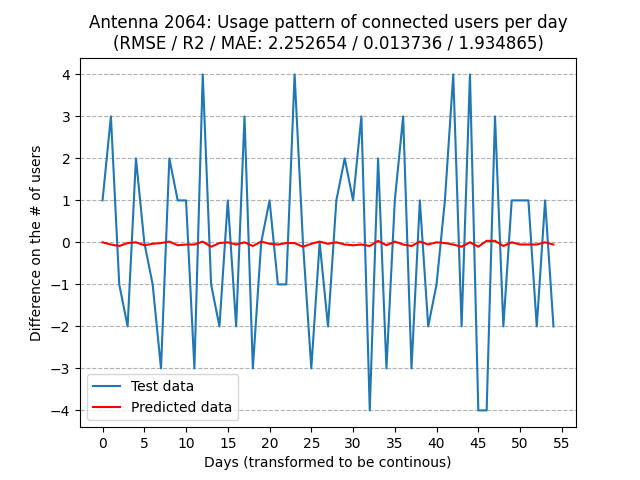 Antenna 2064: Usage pattern of connected users per day
(RMSE / R2 / MAE: 2.252654 / 0.013736 / 1.934865)
Difference on the # of users
4
3
2
1
0
−1
−2
−3
−4
Test data
Predicted data
0 5 10 15 20 25 30 35 40 45 50 55
Days (transformed to be continous)